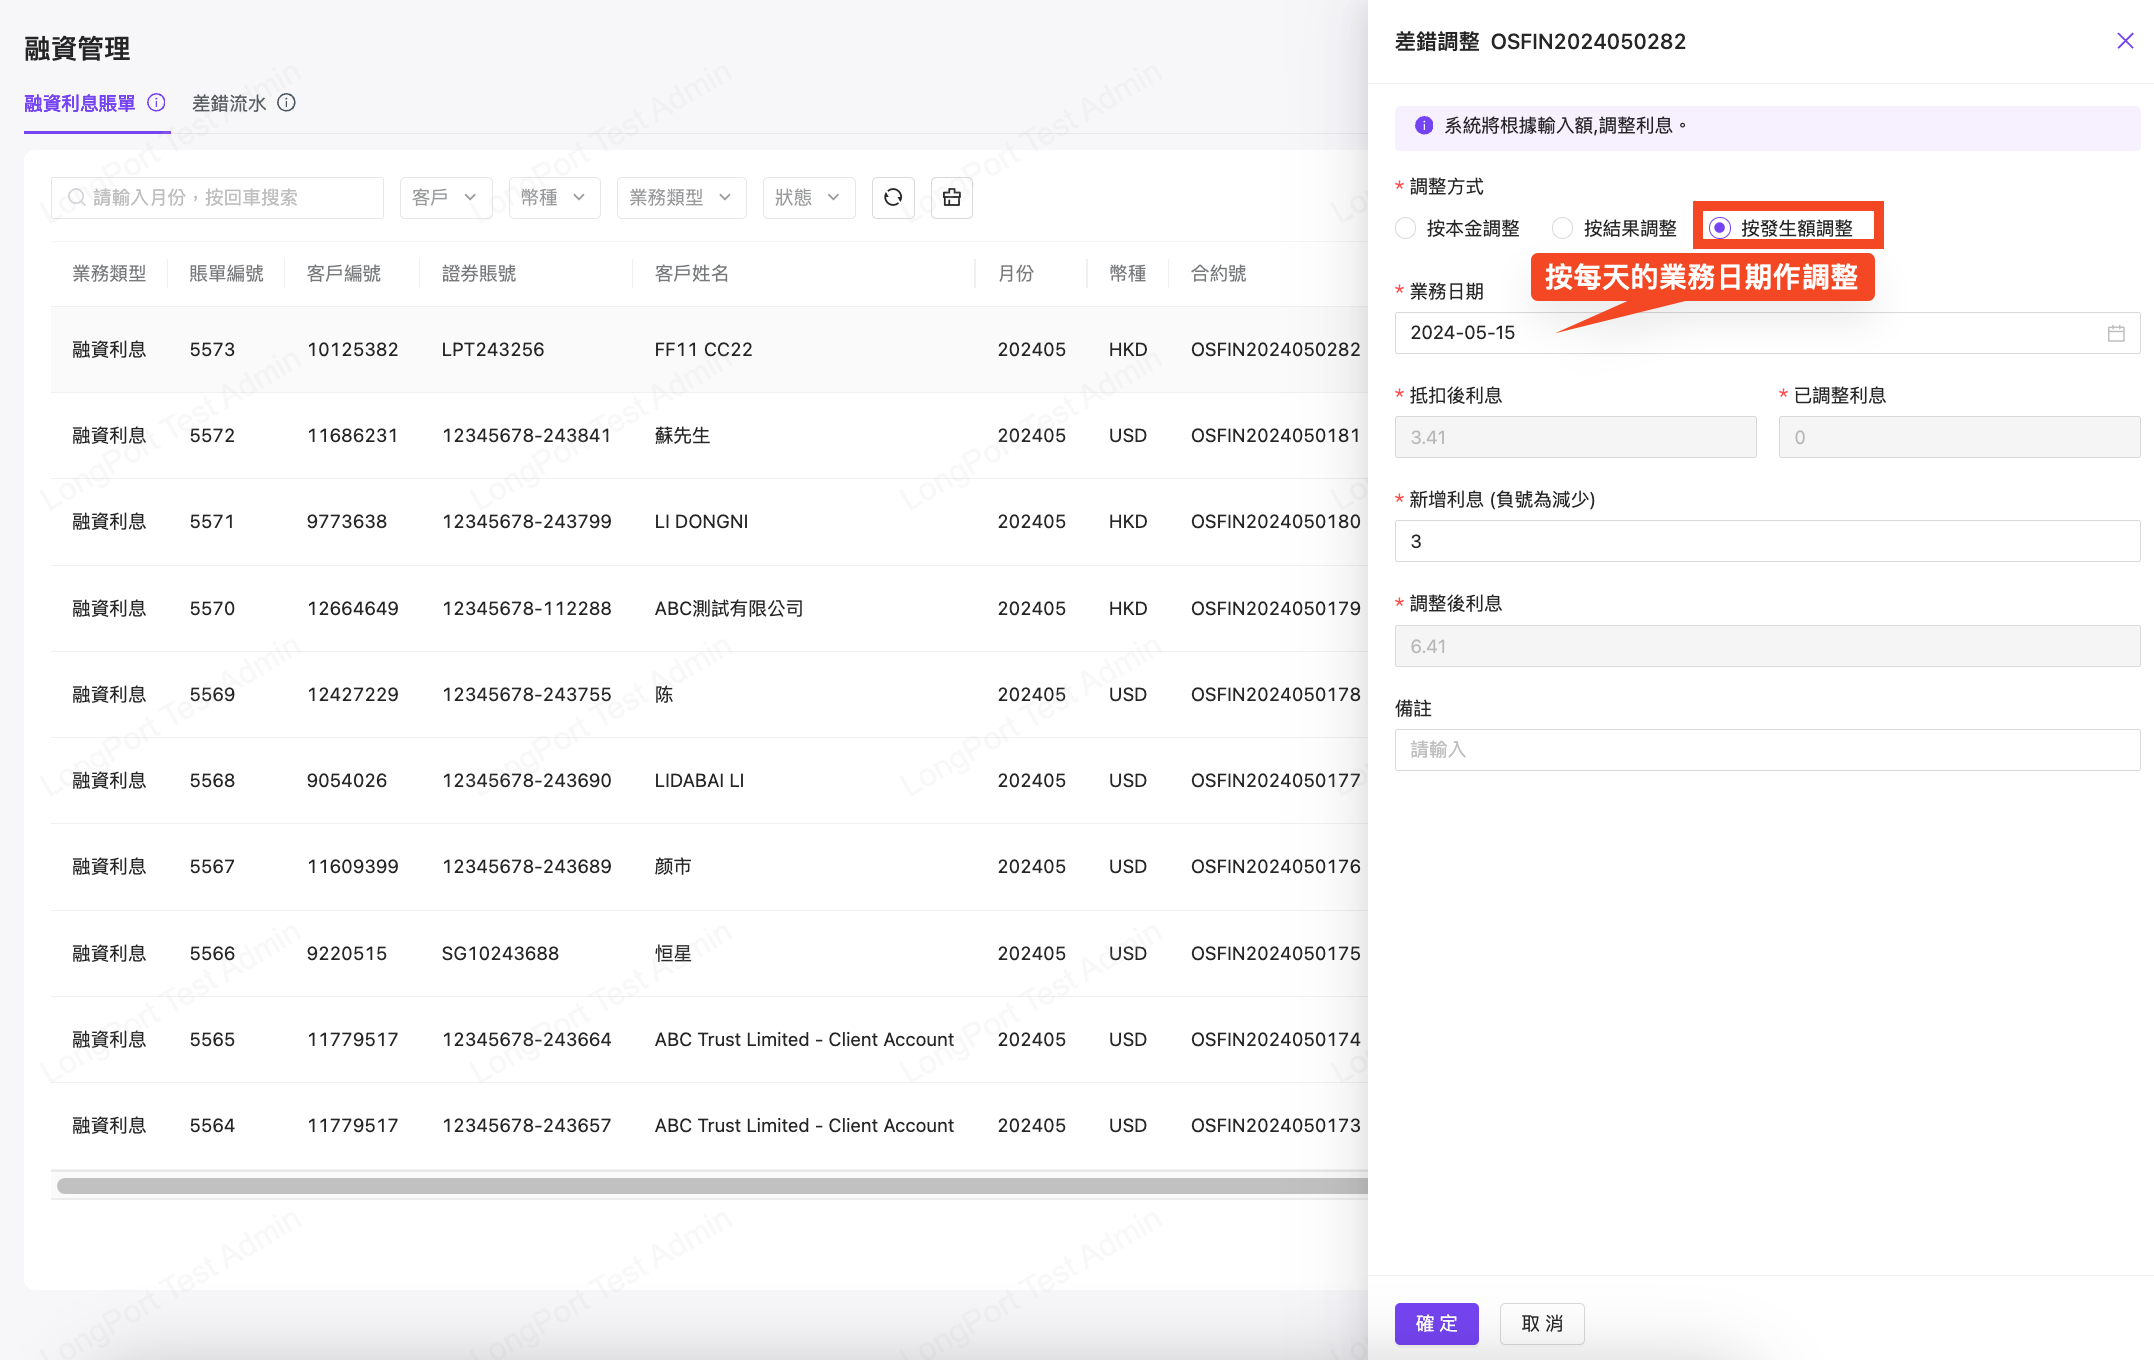 融資管理
融資利息賬單 差錯流水
請輸入月份，按回車搜索 客戶 幣種 業務類型 狀態
業務類型 賬單編號 客戶編號 證券賬號 客戶姓名 月份 幣種 合約號
融資利息 5573 10125382 LPT243256 FF11 CC22 202405 HKD OSFIN2024050282
融資利息 5572 11686231 12345678-243841 蘇先生 202405 USD OSFIN2024050181
融資利息 5571 9773638 12345678-243799 LI DONGNI 202405 HKD OSFIN2024050180
融資利息 5570 12664649 12345678-112288 ABC測試有限公司 202405 HKD OSFIN2024050179
融資利息 5569 12427229 12345678-243755 陈 202405 USD OSFIN2024050178
融資利息 5568 9054026 12345678-243690 LIDABAI LI 202405 USD OSFIN2024050177
融資利息 5567 11609399 12345678-243689 颜市 202405 USD OSFIN2024050176
融資利息 5566 9220515 SG10243688 恒星 202405 USD OSFIN2024050175
融資利息 5565 11779517 12345678-243664 ABC Trust Limited - Client Account 202405 USD OSFIN2024050174
融資利息 5564 11779517 12345678-243657 ABC Trust Limited - Client Account 202405 USD OSFIN2024050173
差錯調整 OSFIN2024050282
系統將根據輸入額,調整利息。
* 調整方式
按本金調整 按結果調整 按發生額調整
按每天的業務日期作調整
* 業務日期
2024-05-15
* 抵扣後利息 * 已調整利息
3.41 0
* 新增利息 (負號為減少)
3
* 調整後利息
6.41
備註
請輸入
確定 取消
LongPort Test Admin